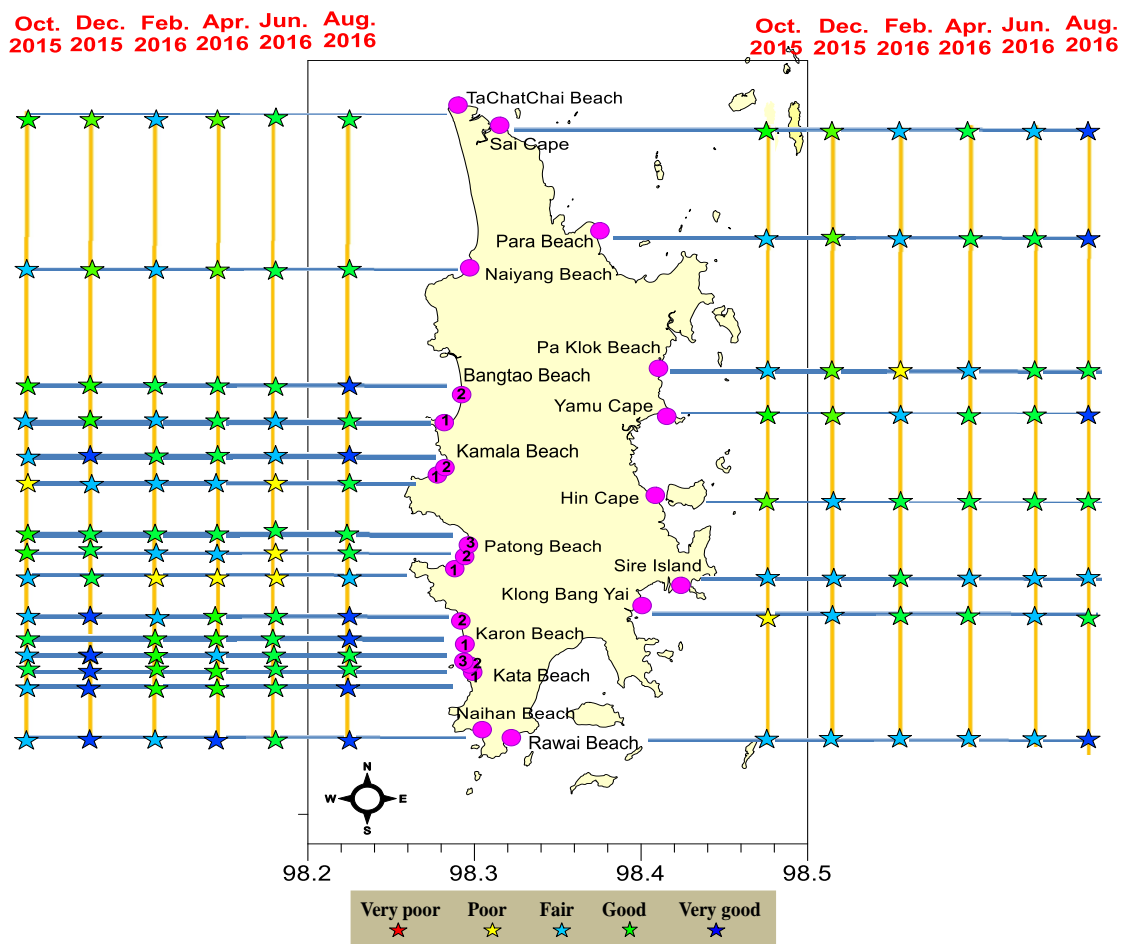 Oct. Dec. Feb. Apr. Jun. Aug.
2015 2015 2016 2016 2016 2016
Oct. Dec. Feb. Apr. Jun. Aug.
2015 2015 2016 2016 2016 2016
TaChatChai Beach
Sai Cape
Para Beach
Naiyang Beach
Pa Klok Beach
Bangtao Beach
2
Yamu Cape
1
Kamala Beach
2
1
Hin Cape
3
Patong Beach
2
1
Sire Island
Klong Bang Yai
2
Karon Beach
1
3 2
1
Kata Beach
Naihan Beach
Rawai Beach
N
W E
S
98.2 98.3 98.4 98.5
Very poor Poor Fair Good Very good